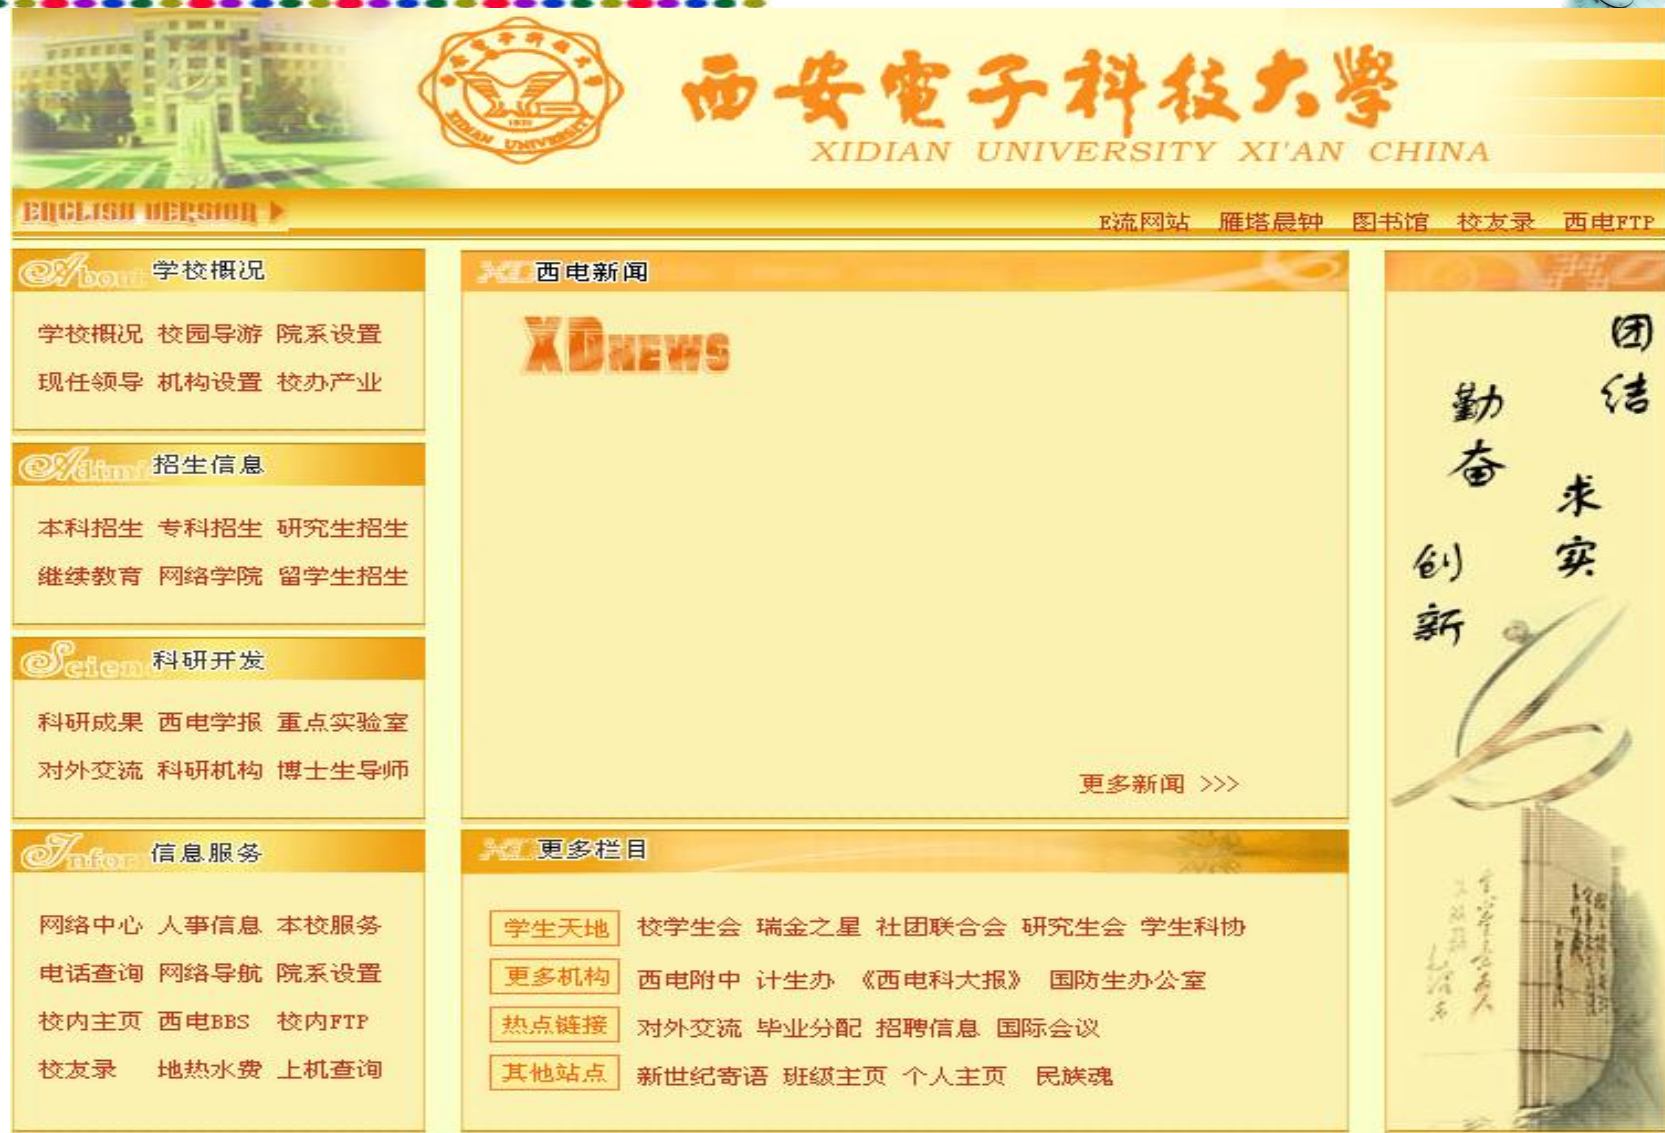 西安電子科技大學
XIDIAN UNIVERSITY XI'AN CHINA
XIDIAN UNIVERSITY
ENGLISH VERSION
E流网站 雁塔晨钟 图书馆 校友录 西电FTP
About 学校概况
学校概况 校园导游 院系设置
现任领导 机构设置 校办产业
招生信息
本科招生 专科招生 研究生招生
继续教育 网络学院 留学生招生
Scien 科研开发
科研成果 西电学报 重点实验室
对外交流 科研机构 博士生导师
Infor 信息服务
网络中心 人事信息 本校服务
电话查询 网络导航 院系设置
校内主页 西电BBS 校内FTP
校友录 地热水费 上机查询
西电新闻
XDNEWS
更多新闻 >>>
更多栏目
学生天地 校学生会 瑞金之星 社团联合会 研究生会 学生科协
更多机构 西电附中 计生办 《西电科大报》 国防生办公室
热点链接 对外交流 毕业分配 招聘信息 国际会议
其他站点 新世纪寄语 班级主页 个人主页 民族魂
团结
求实
勤奋
创新